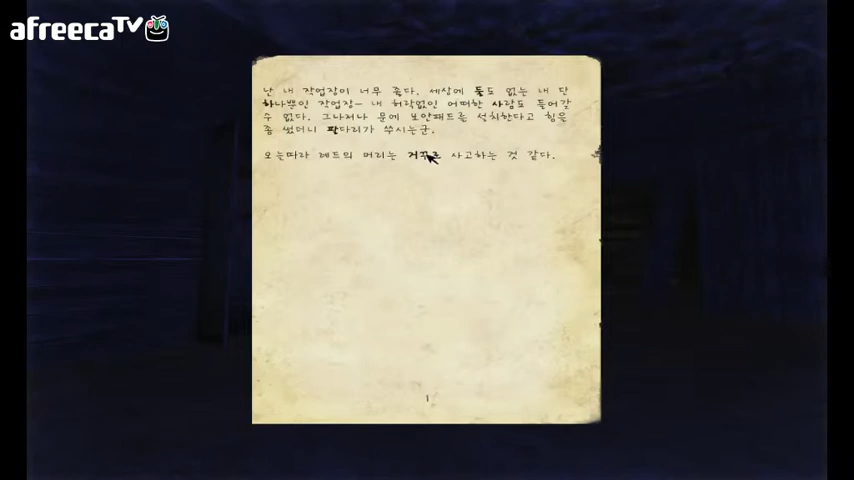 afreecaTV
난 내 작업장이 너무 좋다. 세상에 둘도 없는 내 단
하나뿐인 작업장- 내 허락없인 어떠한 사람도 들어갈
수 없다. 그나저나 문에 보안패드를 설치한다고 힘을
좀 썼더니 팔다리가 쑤시는군.
오늘따라 레드의 머리는 거꾸로 사고하는 것 같다.
1